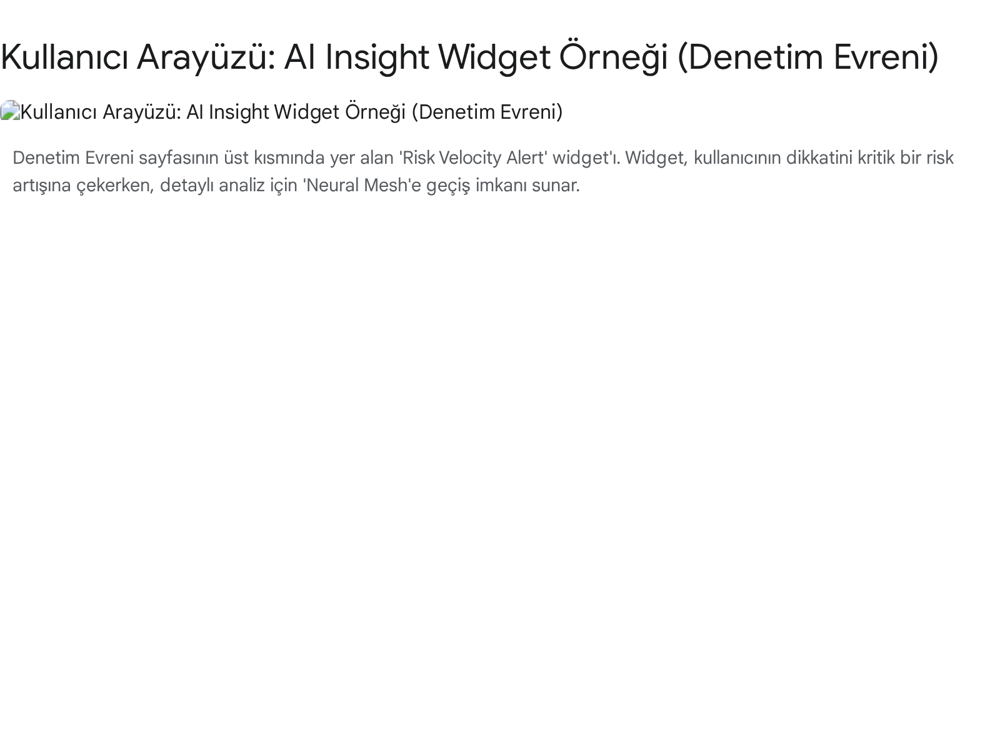 Kullanıcı Arayüzü: AI Insight Widget Örneği (Denetim Evreni)
Kullanıcı Arayüzü: AI Insight Widget Örneği (Denetim Evreni)
Denetim Evreni sayfasının üst kısmında yer alan 'Risk Velocity Alert' widget'ı. Widget, kullanıcının dikkatini kritik bir risk
artışına çekerken, detaylı analiz için 'Neural Mesh'e geçiş imkanı sunar.